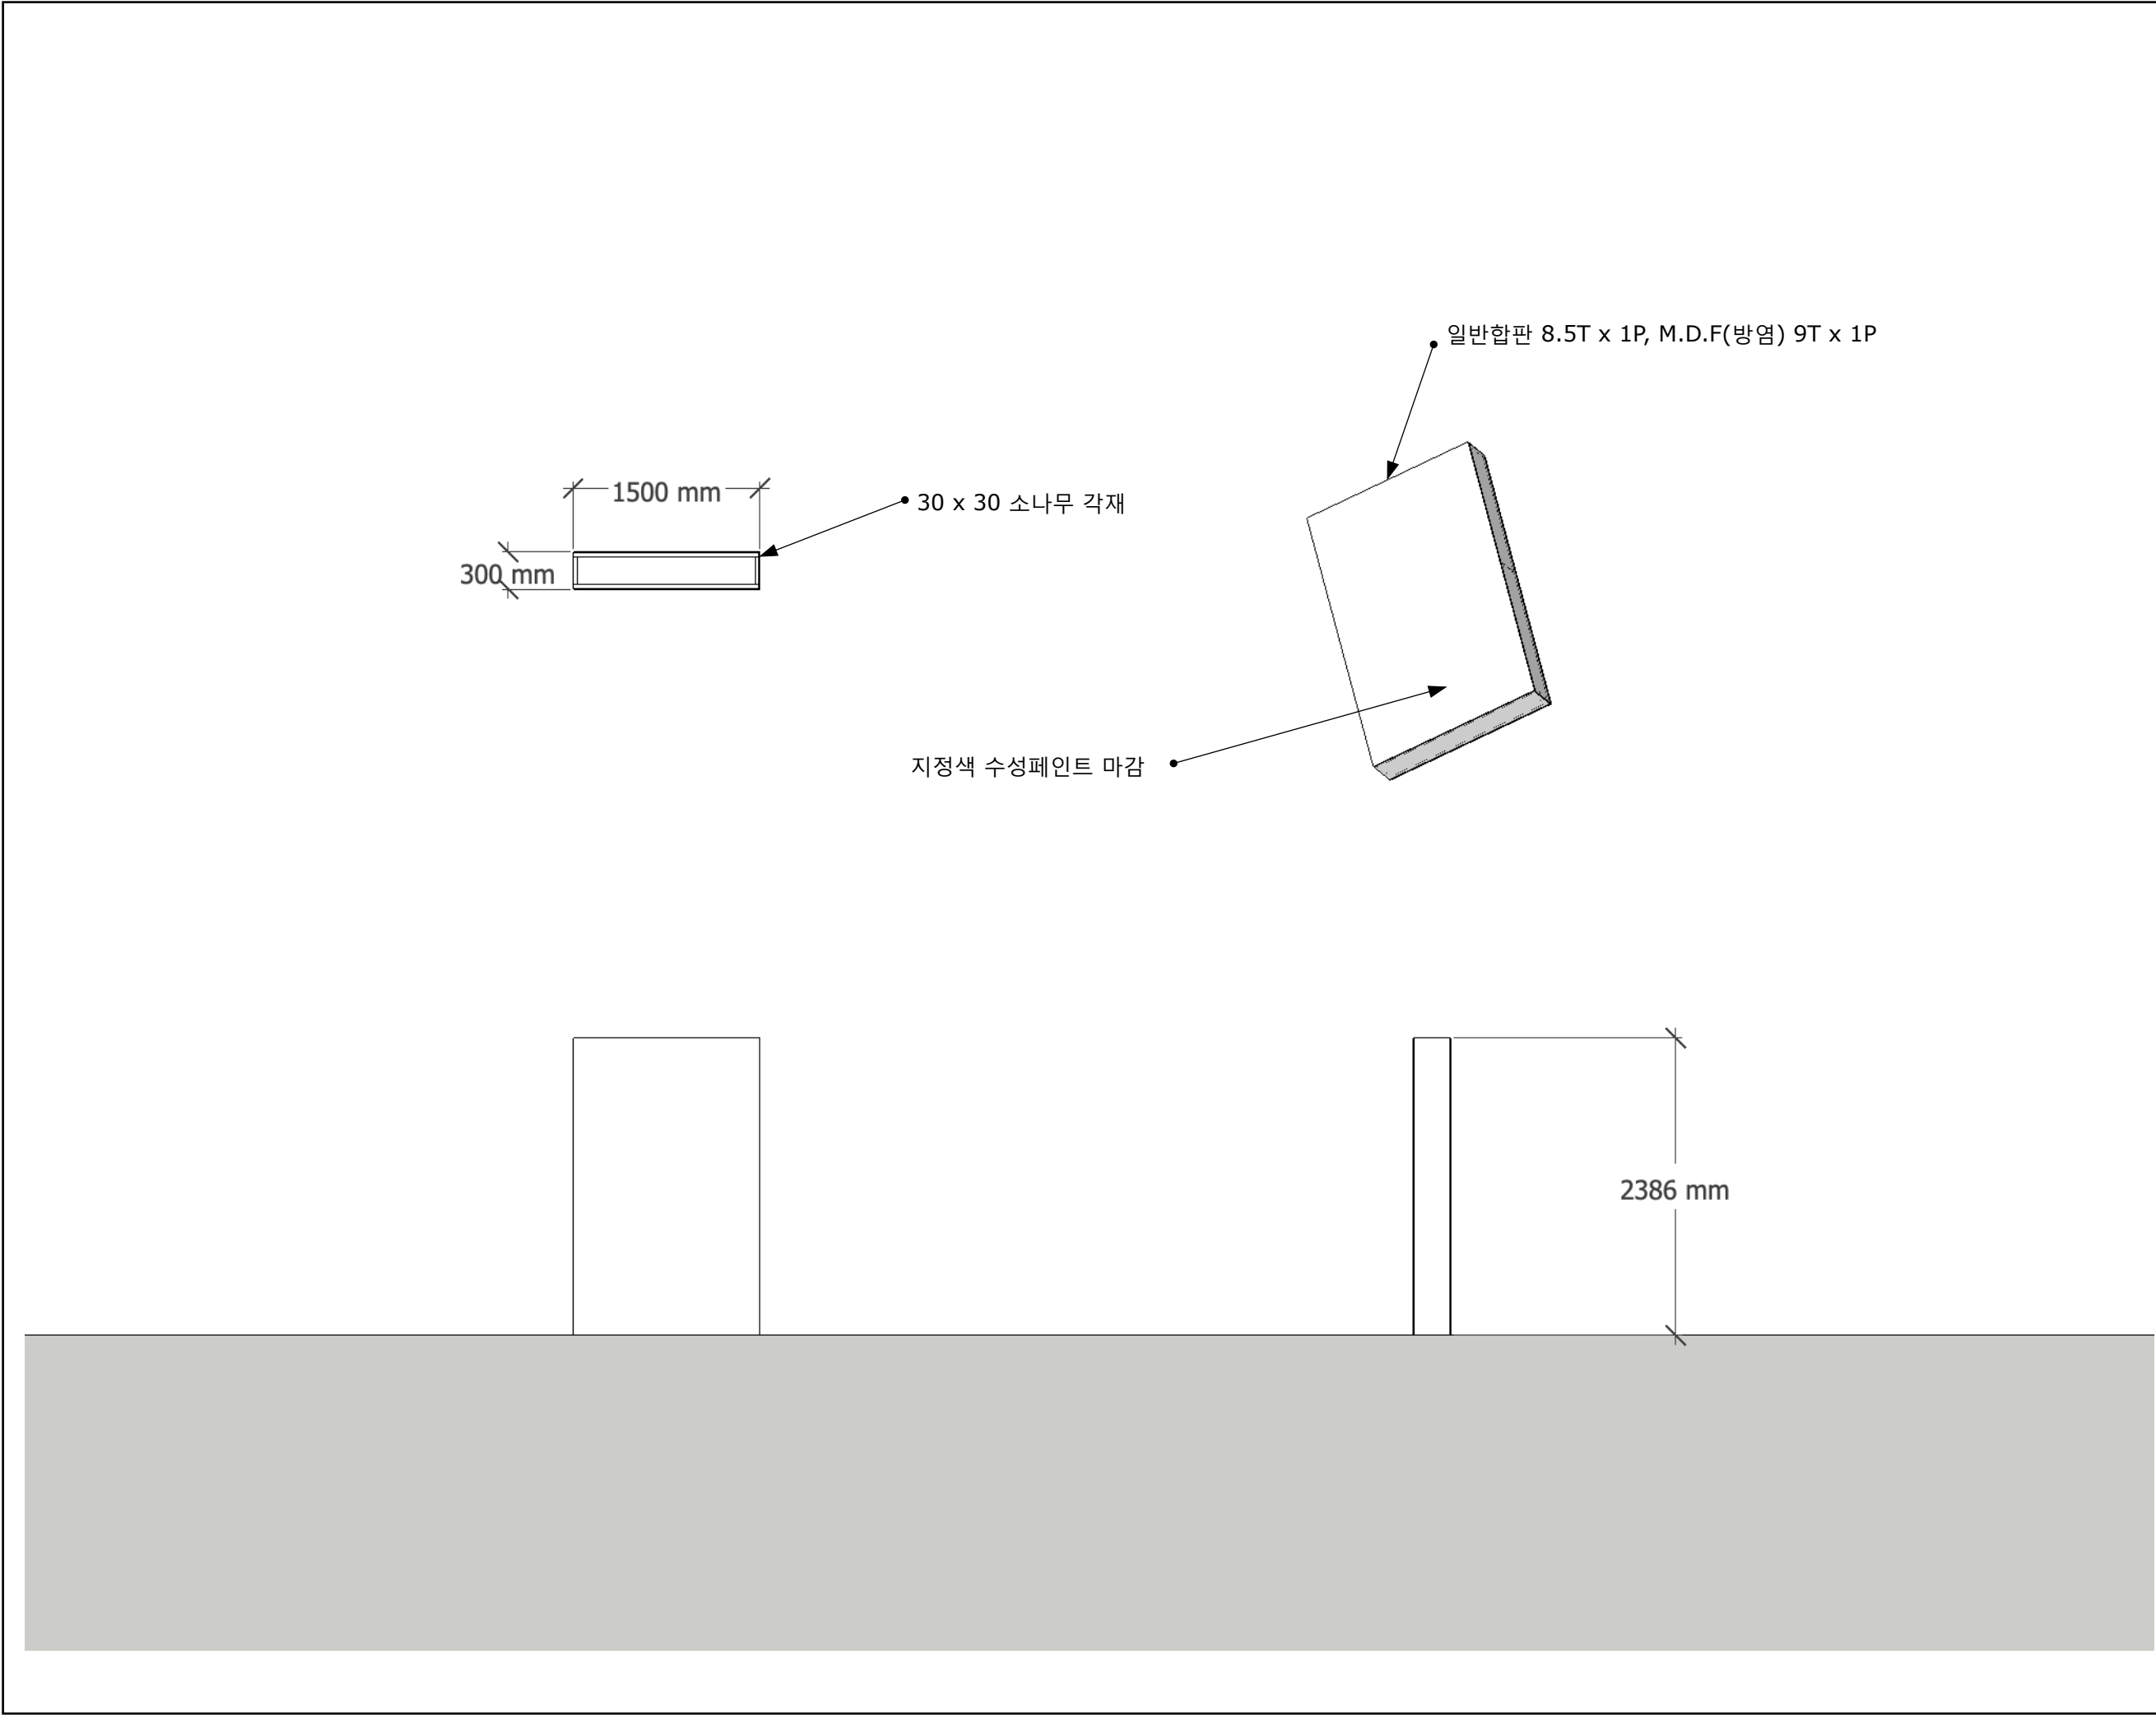 일반합판 8.5T x 1P, M.D.F(방염) 9T x 1P
1500 mm
30 x 30 소나무 각재
300 mm
지정색 수성페인트 마감
2386 mm